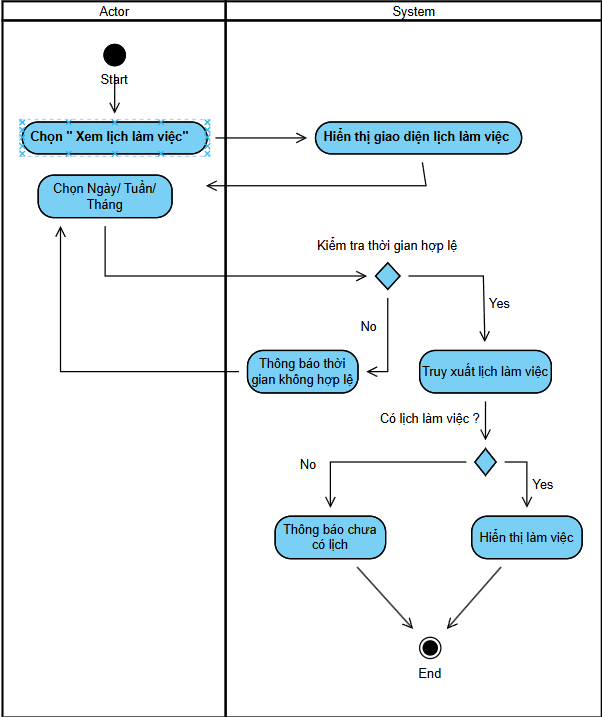 Actor
System
Start
Chọn " Xem lịch làm việc"
Hiển thị giao diện lịch làm việc
Chọn Ngày/ Tuần/
Tháng
Kiểm tra thời gian hợp lệ
Yes
No
Thông báo thời
gian không hợp lệ
Truy xuất lịch làm việc
Có lịch làm việc ?
No
Yes
Thông báo chưa
có lịch
Hiển thị làm việc
End